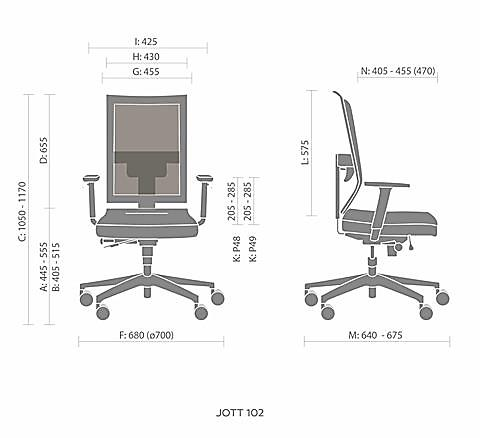 I: 425
H: 430
G: 455
N: 405 - 455 (470)
C: 1050 - 1170
D: 655
A: 445 - 555
B: 405 - 515
205 - 285
K: P48
205 - 285
K: P49
L: 575
F: 680 (ø700)
M: 640 - 675
JOTT 102